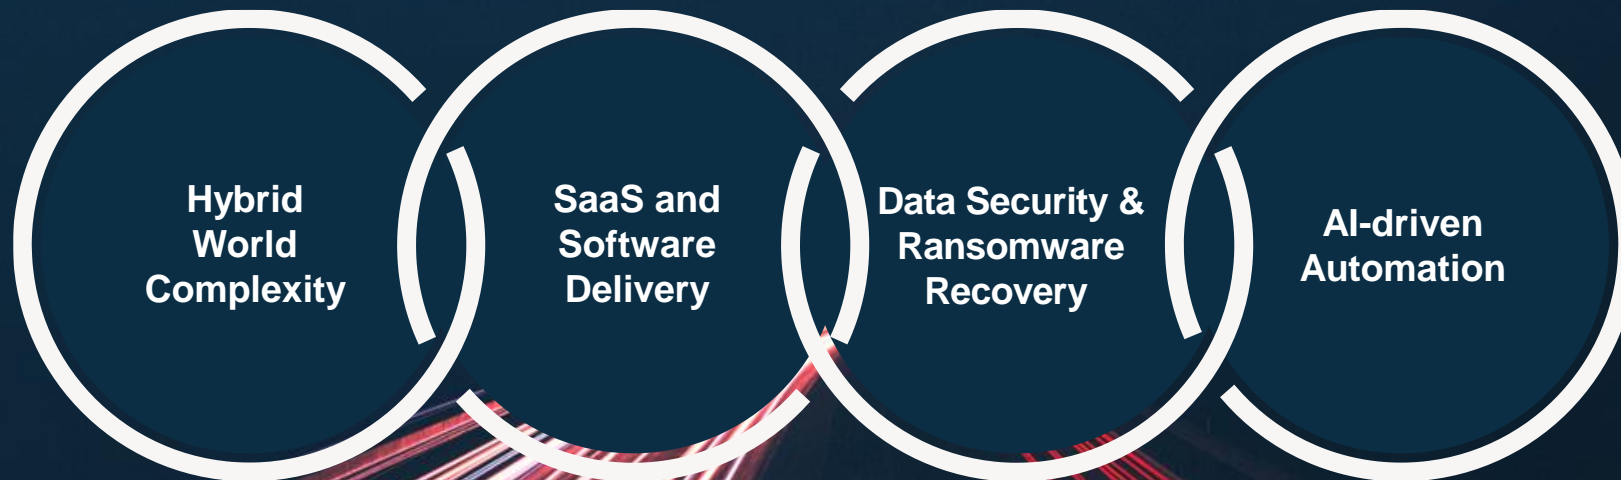 Hybrid
World
Complexity
SaaS and
Software
Delivery
Data Security &
Ransomware
Recovery
AI-driven
Automation